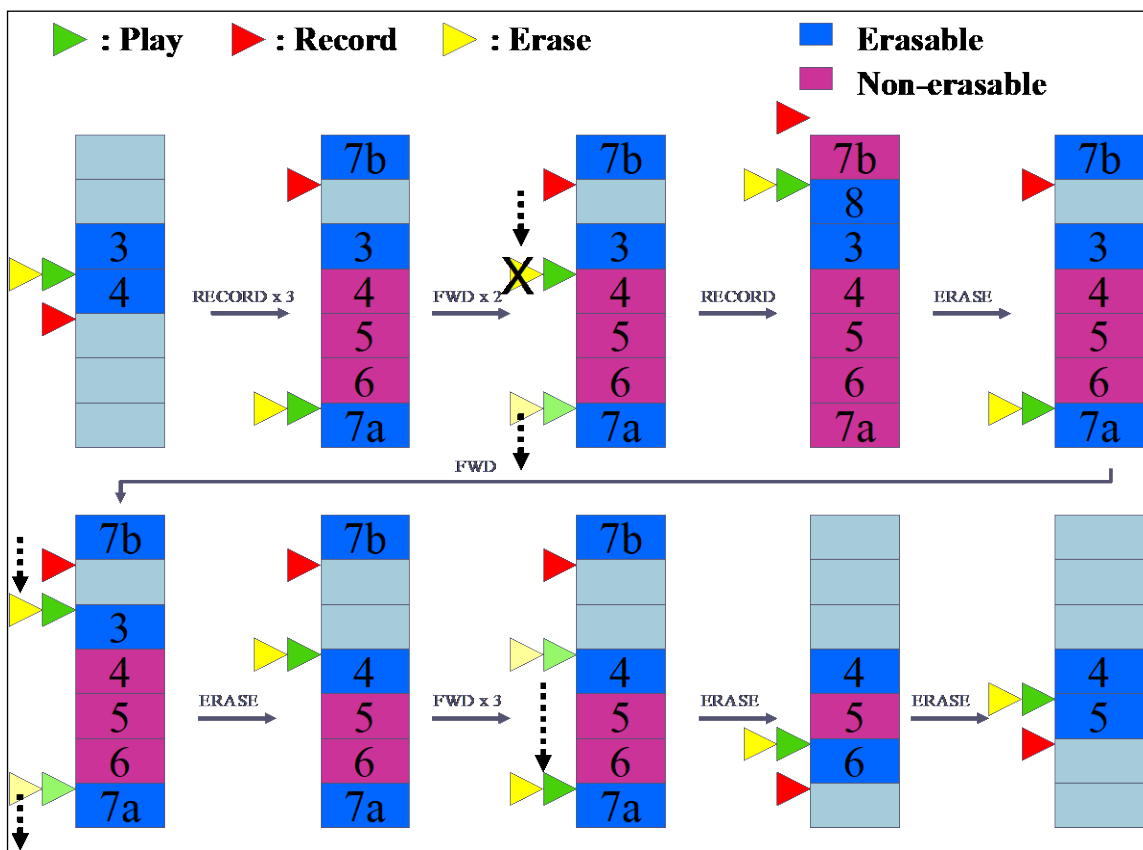 : Play : Record : Erase Erasable
Non-erasable
7b 7b 7b 7b
8
3 3 3 3 3
4 4 4 4 4
RECORD x 3 FWD x 2 X RECORD ERASE
5 5 5 5
6 6 6 6
7a 7a 7a 7a
FWD
7b 7b 7b
3
4 4 4 4 4
ERASE FWD x 3 ERASE ERASE
5 5 5 5 5
6 6 6 6
7a 7a 7a